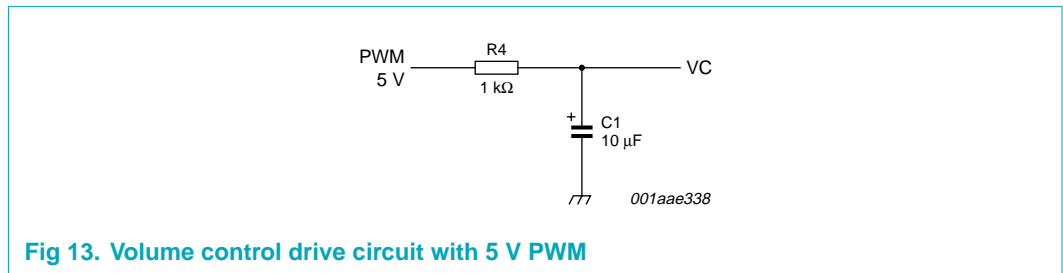 PWM
5 V
R4
1 kΩ
VC
+
C1
10 μF
001aae338
Fig 13. Volume control drive circuit with 5 V PWM